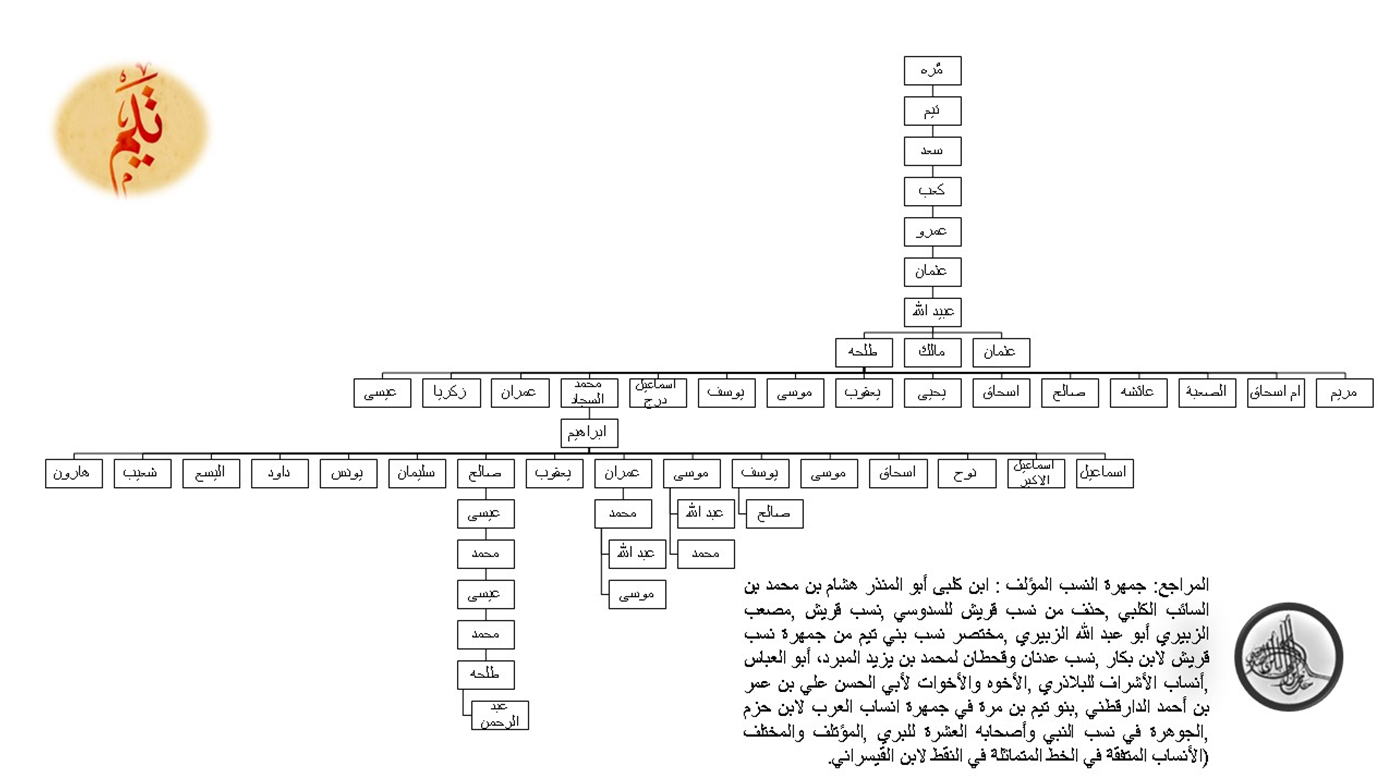 تيم
مُره
تيم
سعد
كعب
عمرو
عثمان
عبيد الله
عثمان
مالك
طلحه
مريم
ام اسحاق
الصعبة
عائشه
صالح
اسحاق
يحيى
يعقوب
موسى
يوسف
اسماعيل
درج
محمد
السجاد
عمران
زكريا
عيسى
ابراهيم
اسماعيل
اسماعيل
الاكبر
نوح
اسحاق
موسى
يوسف
موسى
عمران
يعقوب
صالح
سليمان
يونس
داود
اليسع
شعيب
هارون
صالح
عبد الله
محمد
عيسى
محمد
عبد الله
محمد
موسى
عيسى
محمد
طلحه
عبد
الرحمن
المراجع: جمهرة النسب المؤلف : ابن كلبى أبو المنذر هشام بن محمد بن
السائب الكلبي ,حذف من نسب قريش للسدوسي ,نسب قريش ,مصعب
الزبيري أبو عبد الله الزبيري ,مختصر نسب بني تيم من جمهرة نسب
قريش لابن بكار ,نسب عدنان وقحطان لمحمد بن يزيد المبرد، أبو العباس
,أنساب الأشراف للبلاذري ,الأخوه والأخوات لأبي الحسن علي بن عمر
بن أحمد الدارقطني ,بنو تيم بن مرة في جمهرة انساب العرب لابن حزم
,الجوهرة في نسب النبي وأصحابه العشرة للبري ,المؤتلف والمختلف
(الأنساب المتفقة في الخط المتماثلة في النقط لابن القيسراني.